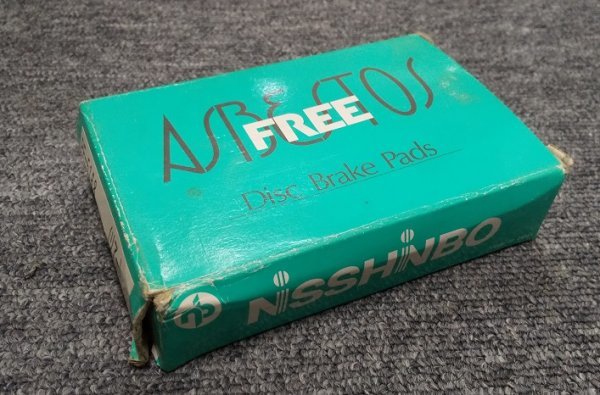 ASBESTOS
FREE
Disc Brake Pads
NISSHINBO